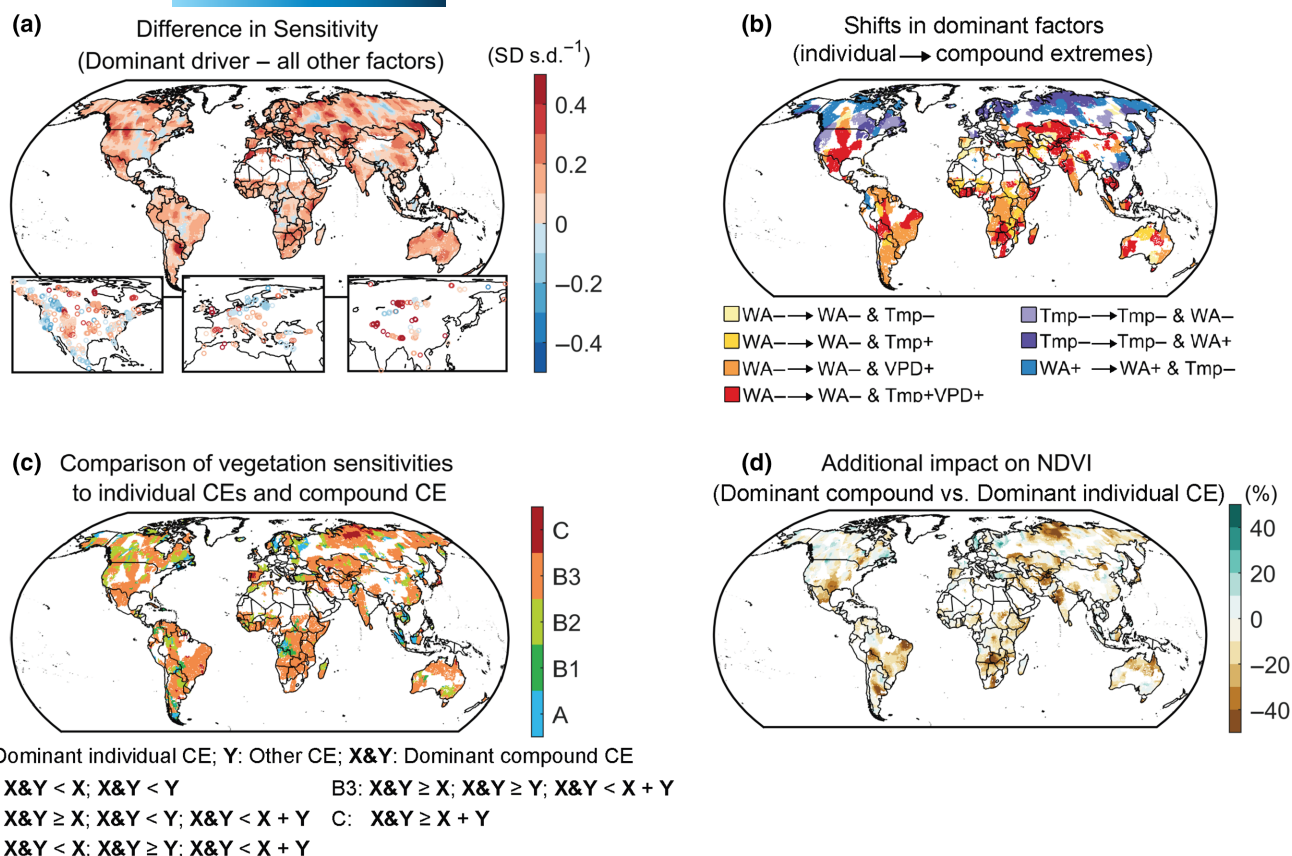 (a)
Difference in Sensitivity
(Dominant driver – all other factors)
(SD s.d.⁻¹)
0.4
0.2
0
–0.2
–0.4
(b)
Shifts in dominant factors
(individual → compound extremes)
WA– → WA– & Tmp–
WA– → WA– & Tmp+
WA– → WA– & VPD+
WA– → WA– & Tmp+VPD+
Tmp– → Tmp– & WA–
Tmp– → Tmp– & WA+
WA+ → WA+ & Tmp–
(c)
Comparison of vegetation sensitivities
to individual CEs and compound CE
C
B3
B2
B1
A
Dominant individual CE; Y: Other CE; X&Y: Dominant compound CE
X&Y < X; X&Y < Y
X&Y ≥ X; X&Y < Y; X&Y < X + Y
X&Y < X; X&Y ≥ Y; X&Y < X + Y
B3: X&Y ≥ X; X&Y ≥ Y; X&Y < X + Y
C: X&Y ≥ X + Y
(d)
Additional impact on NDVI
(Dominant compound vs. Dominant individual CE)
(%)
40
20
0
–20
–40